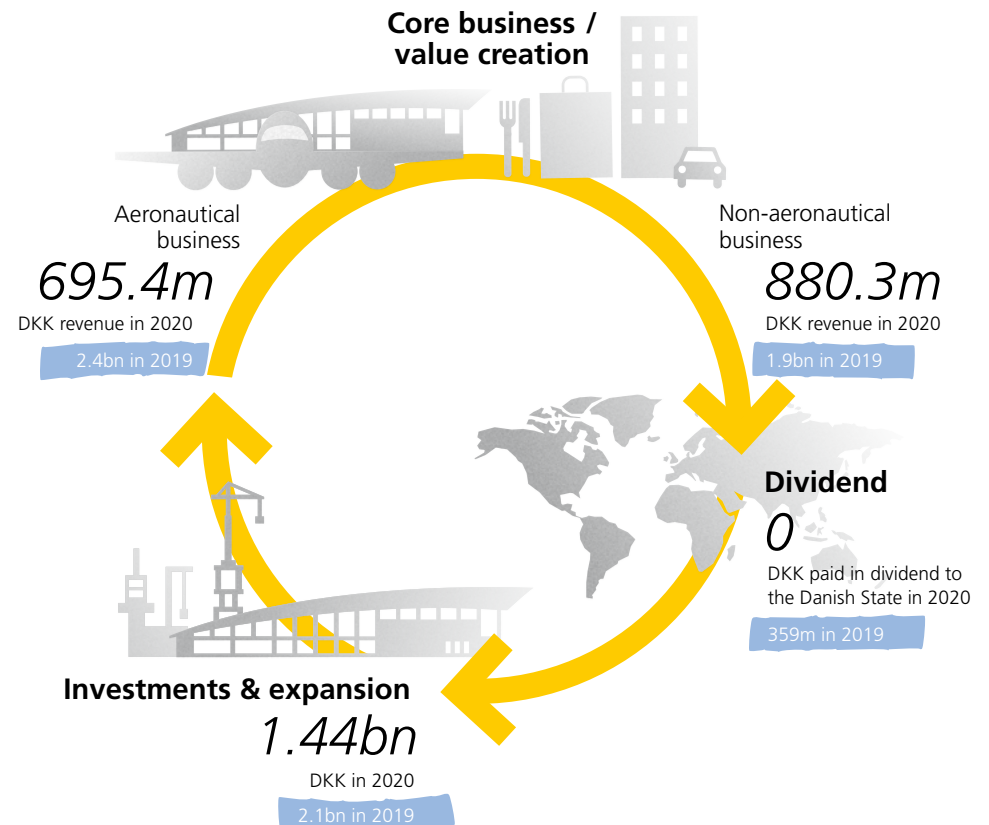 Core business /
value creation
Aeronautical
business
695.4m
DKK revenue in 2020
2.4bn in 2019
Non-aeronautical
business
880.3m
DKK revenue in 2020
1.9bn in 2019
Dividend
0
DKK paid in dividend to
the Danish State in 2020
359m in 2019
Investments & expansion
1.44bn
DKK in 2020
2.1bn in 2019